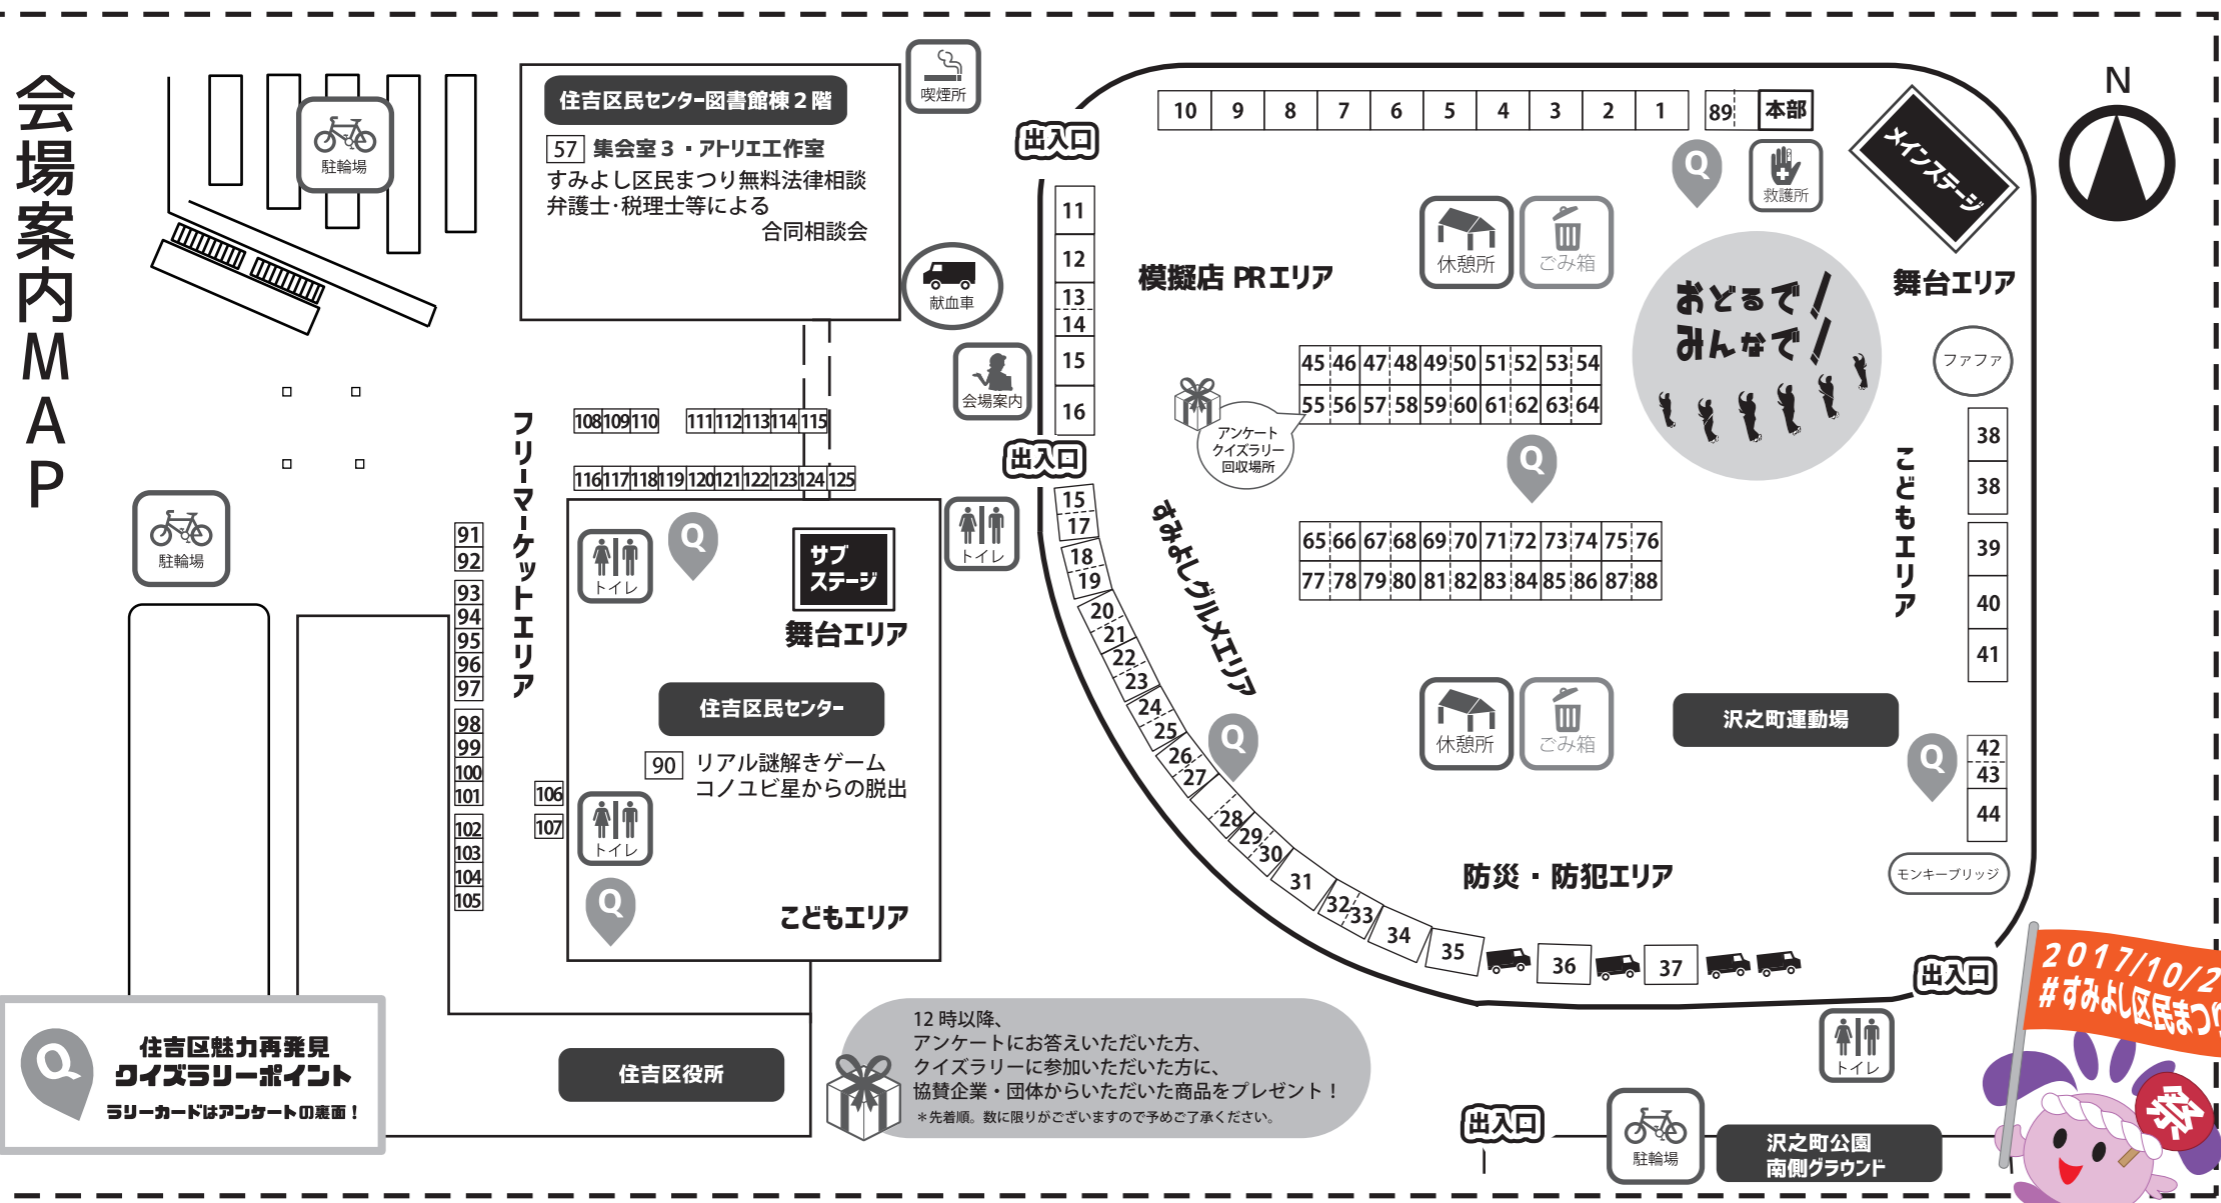 会場案内MAP
駐輪場
住吉区民センター図書館棟2階
57 集会室3・アトリエ工作室
すみよし区民まつり無料法律相談
弁護士・税理士等による
合同相談会
喫煙所
献血車
会場案内
出入口
10 9 8 7 6 5 4 3 2 1 89 本部
メインステージ
N
救護所
Q
休憩所
ごみ箱
模擬店 PRエリア
おどるで!
みんなで!
舞台エリア
ファファ
11
12
13
14
15
16
出入口
45 46 47 48 49 50 51 52 53 54
55 56 57 58 59 60 61 62 63 64
アンケート
クイズラリー
回収場所
Q
65 66 67 68 69 70 71 72 73 74 75 76
77 78 79 80 81 82 83 84 85 86 87 88
こどもエリア
38
38
39
40
41
42
43
44
Q
モンキーブリッジ
沢之町運動場
休憩所
ごみ箱
防災・防犯エリア
すみよしグルメエリア
15
17
18
19
20
21
22
23
24
25
26
27
28
29
30
31
32
33
34
35
36
37
Q
出入口
フリーマーケットエリア
108 109 110 111 112 113 114 115
116 117 118 119 120 121 122 123 124 125
駐輪場
91
92
93
94
95
96
97
98
99
100
101
102
103
104
105
106
107
トイレ
Q
サブ
ステージ
舞台エリア
トイレ
住吉区民センター
90 リアル謎解きゲーム
コノユビ星からの脱出
トイレ
Q
こどもエリア
住吉区役所
Q
住吉区魅力再発見
クイズラリーポイント
ラリーカードはアンケートの裏面!
12時以降、
アンケートにお答えいただいた方、
クイズラリーに参加いただいた方に、
協賛企業・団体からいただいた商品をプレゼント!
＊先着順。数に限りがございますので予めご了承ください。
トイレ
出入口
駐輪場
沢之町公園
南側グラウンド
2017/10/2
#すみよし区民まつり
祭